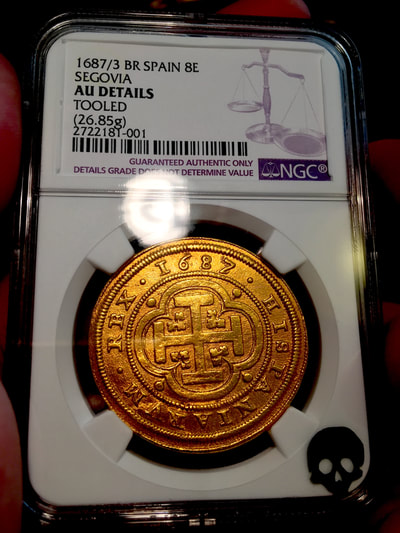 1687/3 BR SPAIN 8E
SEGOVIA
AU DETAILS
TOOLED
(26.85g)
2722181-001
GUARANTEED AUTHENTIC ONLY
DETAILS GRADE DOES NOT DETERMINE VALUE
NGC®
· 1687 · HISPANIARVM · REX ·